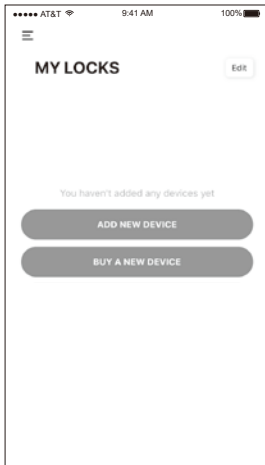 AT&T 9:41 AM 100%
MY LOCKS Edit
You haven't added any devices yet
ADD NEW DEVICE
BUY A NEW DEVICE